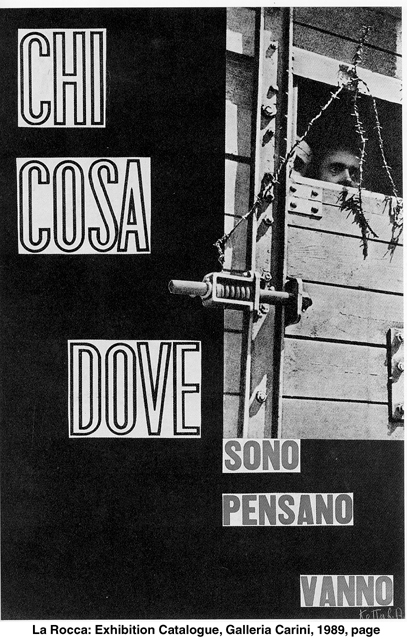 CHI
COSA
DOVE
SONO
PENSANO
VANNO
La Rocca: Exhibition Catalogue, Galleria Carini, 1989, page